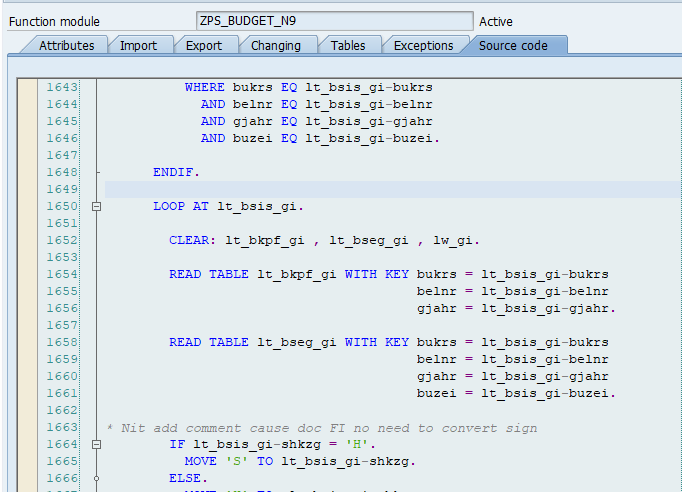 Function module ZPS_BUDGET_N9 Active
Attributes Import Export Changing Tables Exceptions Source code
1643 WHERE bukrs EQ lt_bsis_gi-bukrs
1644 AND belnr EQ lt_bsis_gi-belnr
1645 AND gjahr EQ lt_bsis_gi-gjahr
1646 AND buzei EQ lt_bsis_gi-buzei.
1647
1648 ENDIF.
1649
1650 LOOP AT lt_bsis_gi.
1651
1652 CLEAR: lt_bkpf_gi , lt_bseg_gi , lw_gi.
1653
1654 READ TABLE lt_bkpf_gi WITH KEY bukrs = lt_bsis_gi-bukrs
1655 belnr = lt_bsis_gi-belnr
1656 gjahr = lt_bsis_gi-gjahr.
1657
1658 READ TABLE lt_bseg_gi WITH KEY bukrs = lt_bsis_gi-bukrs
1659 belnr = lt_bsis_gi-belnr
1660 gjahr = lt_bsis_gi-gjahr
1661 buzei = lt_bsis_gi-buzei.
1662
1663 * Nit add comment cause doc FI no need to convert sign
1664 IF lt_bsis_gi-shkzg = 'H'.
1665 MOVE 'S' TO lt_bsis_gi-shkzg.
1666 ELSE.